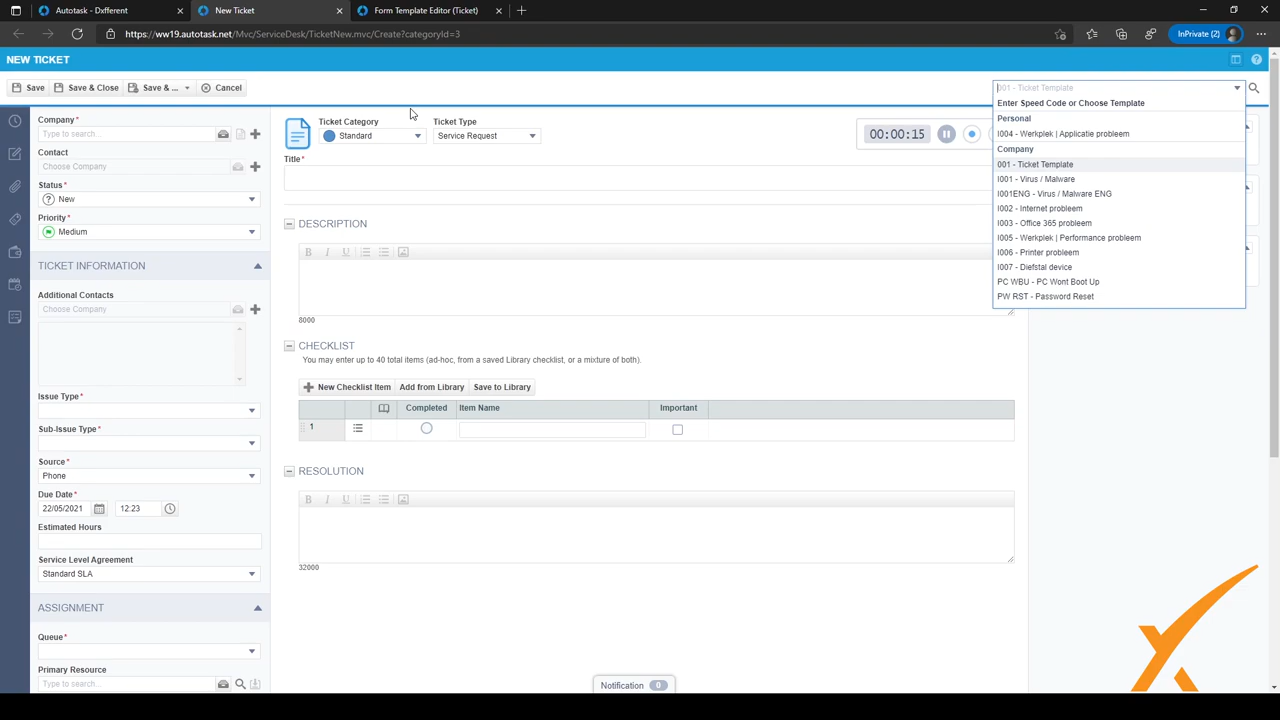 Autotask - Dxfferent
New Ticket
Form Template Editor (Ticket)
https://ww19.autotask.net/Mvc/ServiceDesk/TicketNew.mvc/Create?categoryId=3
InPrivate (2)
NEW TICKET
Save
Save & Close
Save & ...
Cancel
001 - Ticket Template
Enter Speed Code or Choose Template
Personal
I004 - Werkplek | Applicatie probleem
Company
001 - Ticket Template
I001 - Virus / Malware
I001ENG - Virus / Malware ENG
I002 - Internet probleem
I003 - Office 365 probleem
I005 - Werkplek | Performance probleem
I006 - Printer probleem
I007 - Diefstal device
PC WBU - PC Wont Boot Up
PW RST - Password Reset
Company*
Type to search...
Contact
Choose Company
Status*
New
Priority*
Medium
TICKET INFORMATION
Additional Contacts
Choose Company
Issue Type*
Sub-Issue Type*
Source*
Phone
Due Date*
22/05/2021
12:23
Estimated Hours
Service Level Agreement
Standard SLA
ASSIGNMENT
Queue*
Primary Resource
Type to search...
Ticket Category
Standard
Ticket Type
Service Request
00:00:15
Title*
DESCRIPTION
B I U
8000
CHECKLIST
You may enter up to 40 total items (ad-hoc, from a saved Library checklist, or a mixture of both).
New Checklist Item
Add from Library
Save to Library
Completed
Item Name
Important
1
RESOLUTION
B I U
32000
Notification 0